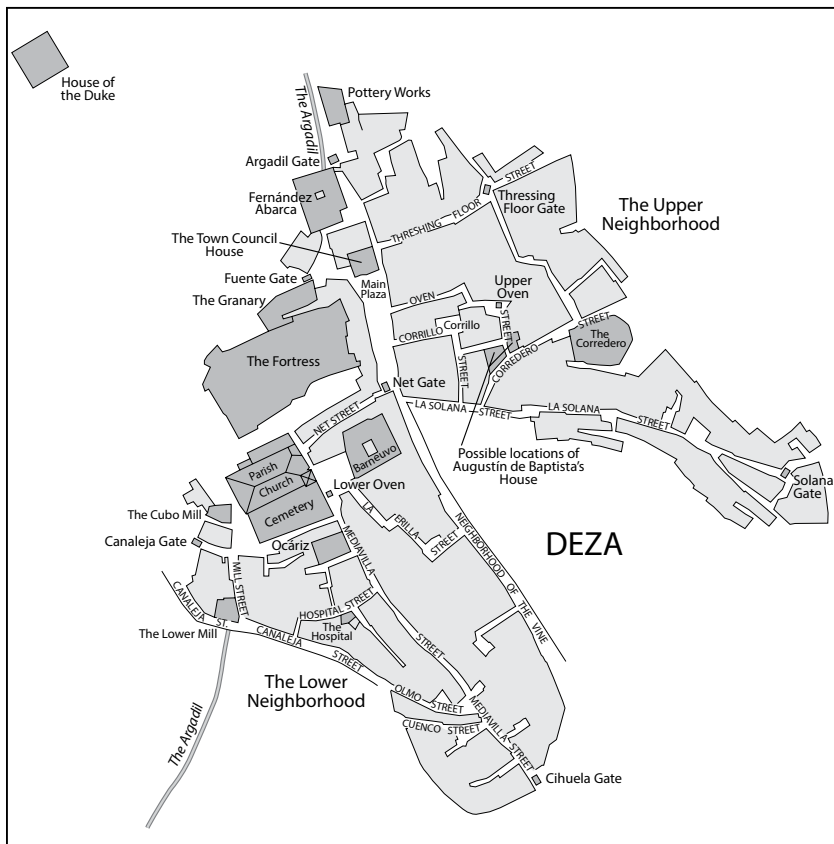 House of
the Duke
The Argadil
Pottery Works
Argadil Gate
Fernández
Abarca
The Town Council
House
Fuente Gate
The Granary
Main
Plaza
THRESHING FLOOR
STREET
Thressing
Floor Gate
The Upper
Neighborhood
OVEN
STREET
Upper
Oven
CORRILLO
STREET
Corrillo
CORREDERO
STREET
The
Corredero
The Fortress
Net Gate
NET STREET
LA SOLANA
STREET
LA SOLANA
STREET
Possible locations of
Augustín de Baptista's
House
Solana
Gate
Barneuvo
Parish
Church
Cemetery
Lower Oven
LA
ERILLA
STREET
NEIGHBORHOOD OF THE VINE
DEZA
The Cubo Mill
Canaleja Gate
Ocáriz
MEDIAVILLA
STREET
MILL STREET
CANALEJA ST.
The Lower Mill
CANALEJA
STREET
HOSPITAL STREET
The
Hospital
The Lower
Neighborhood
OLMO STREET
CUENCO STREET
MEDIAVILLA STREET
Cihuela Gate
The Argadil